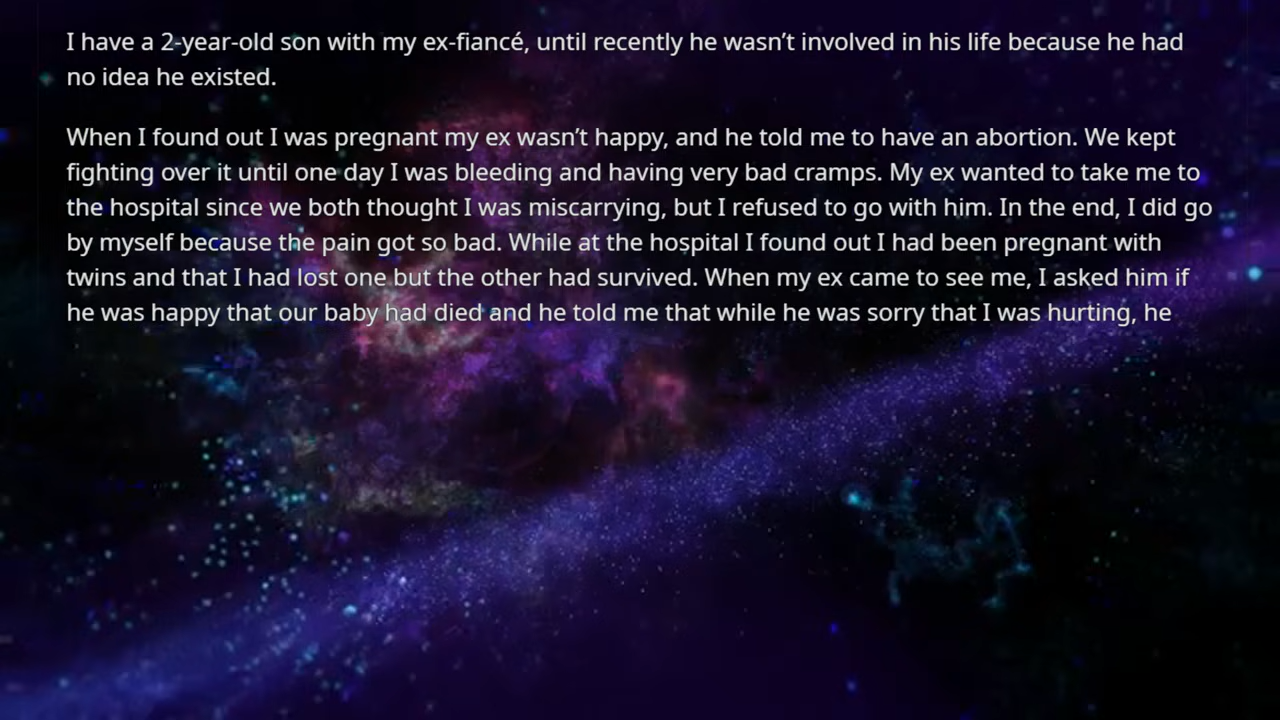 I have a 2-year-old son with my ex-fiancé, until recently he wasn’t involved in his life because he had
no idea he existed.
When I found out I was pregnant my ex wasn’t happy, and he told me to have an abortion. We kept
fighting over it until one day I was bleeding and having very bad cramps. My ex wanted to take me to
the hospital since we both thought I was miscarrying, but I refused to go with him. In the end, I did go
by myself because the pain got so bad. While at the hospital I found out I had been pregnant with
twins and that I had lost one but the other had survived. When my ex came to see me, I asked him if
he was happy that our baby had died and he told me that while he was sorry that I was hurting, he